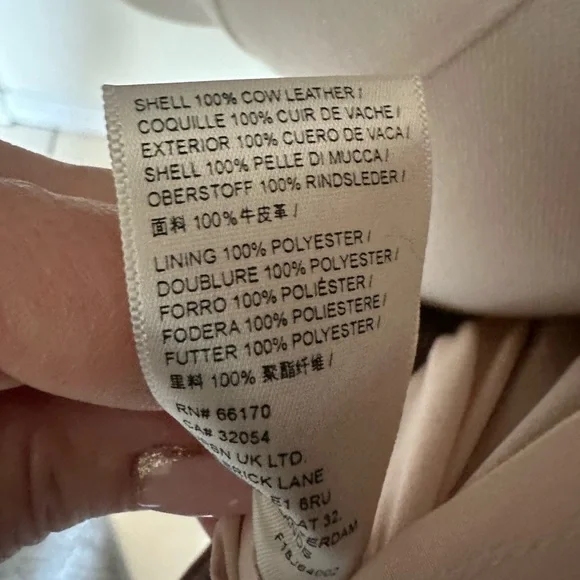 SHELL 100% COW LEATHER /
COQUILLE 100% CUIR DE VACHE /
EXTERIOR 100% CUERO DE VACA /
SHELL 100% PELLE DI MUCCA /
OBERSTOFF 100% RINDSLEDER /
面料 100%牛皮革 /
LINING 100% POLYESTER /
DOUBLURE 100% POLYESTER /
FORRO 100% POLIÉSTER /
FODERA 100% POLIESTERE /
FUTTER 100% POLYESTER /
里料 100% 聚酯纤维 /
RN# 66170
CA# 32054
UK LTD.
LANE
E1 6RU
32,